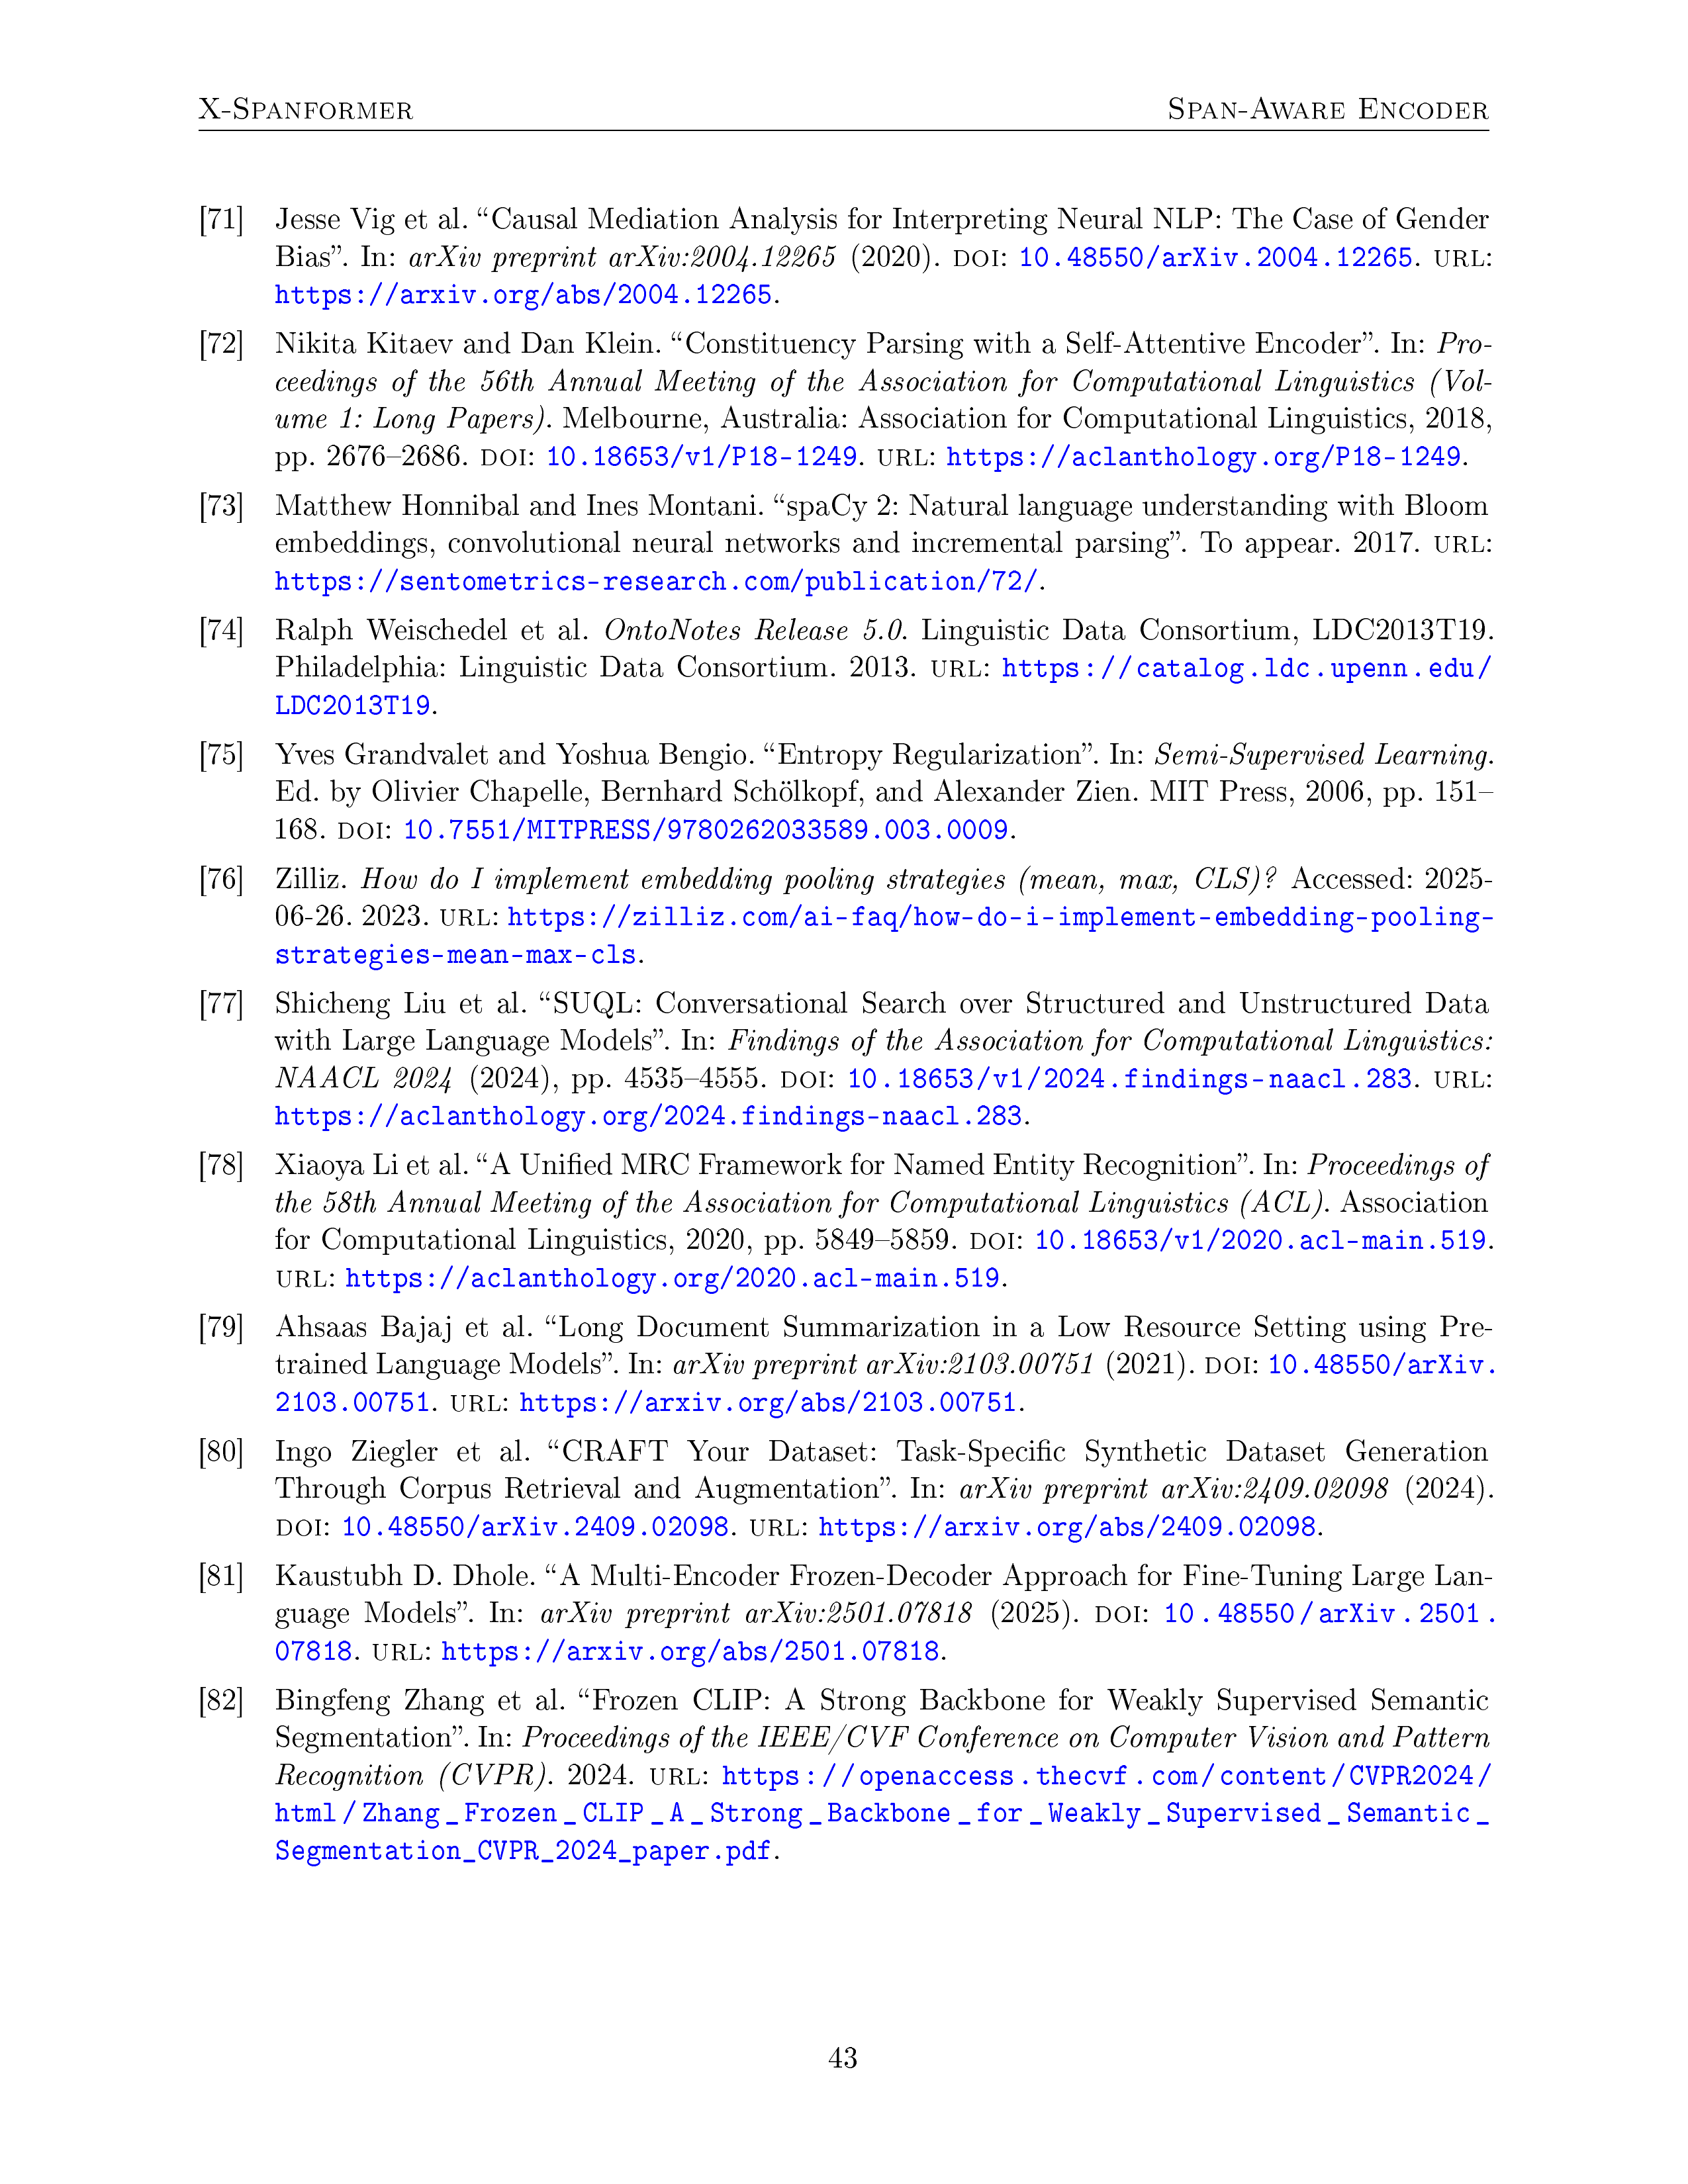 X-Spanformer Span-Aware Encoder
[71] Jesse Vig et al. “Causal Mediation Analysis for Interpreting Neural NLP: The Case of Gender
Bias”. In: arXiv preprint arXiv:2004.12265 (2020). DOI: 10.48550/arXiv.2004.12265. URL:
https://arxiv.org/abs/2004.12265.
[72] Nikita Kitaev and Dan Klein. “Constituency Parsing with a Self-Attentive Encoder”. In: Pro-
ceedings of the 56th Annual Meeting of the Association for Computational Linguistics (Vol-
ume 1: Long Papers). Melbourne, Australia: Association for Computational Linguistics, 2018,
pp. 2676–2686. DOI: 10.18653/v1/P18-1249. URL: https://aclanthology.org/P18-1249.
[73] Matthew Honnibal and Ines Montani. “spaCy 2: Natural language understanding with Bloom
embeddings, convolutional neural networks and incremental parsing”. To appear. 2017. URL:
https://sentometrics-research.com/publication/72/.
[74] Ralph Weischedel et al. OntoNotes Release 5.0. Linguistic Data Consortium, LDC2013T19.
Philadelphia: Linguistic Data Consortium. 2013. URL: https://catalog.ldc.upenn.edu/
LDC2013T19.
[75] Yves Grandvalet and Yoshua Bengio. “Entropy Regularization”. In: Semi-Supervised Learning.
Ed. by Olivier Chapelle, Bernhard Schölkopf, and Alexander Zien. MIT Press, 2006, pp. 151–
168. DOI: 10.7551/MITPRESS/9780262033589.003.0009.
[76] Zilliz. How do I implement embedding pooling strategies (mean, max, CLS)? Accessed: 2025-
06-26. 2023. URL: https://zilliz.com/ai-faq/how-do-i-implement-embedding-pooling-
strategies-mean-max-cls.
[77] Shicheng Liu et al. “SUQL: Conversational Search over Structured and Unstructured Data
with Large Language Models”. In: Findings of the Association for Computational Linguistics:
NAACL 2024 (2024), pp. 4535–4555. DOI: 10.18653/v1/2024.findings-naacl.283. URL:
https://aclanthology.org/2024.findings-naacl.283.
[78] Xiaoya Li et al. “A Unified MRC Framework for Named Entity Recognition”. In: Proceedings of
the 58th Annual Meeting of the Association for Computational Linguistics (ACL). Association
for Computational Linguistics, 2020, pp. 5849–5859. DOI: 10.18653/v1/2020.acl-main.519.
URL: https://aclanthology.org/2020.acl-main.519.
[79] Ahsaas Bajaj et al. “Long Document Summarization in a Low Resource Setting using Pre-
trained Language Models”. In: arXiv preprint arXiv:2103.00751 (2021). DOI: 10.48550/arXiv.
2103.00751. URL: https://arxiv.org/abs/2103.00751.
[80] Ingo Ziegler et al. “CRAFT Your Dataset: Task-Specific Synthetic Dataset Generation
Through Corpus Retrieval and Augmentation”. In: arXiv preprint arXiv:2409.02098 (2024).
DOI: 10.48550/arXiv.2409.02098. URL: https://arxiv.org/abs/2409.02098.
[81] Kaustubh D. Dhole. “A Multi-Encoder Frozen-Decoder Approach for Fine-Tuning Large Lan-
guage Models”. In: arXiv preprint arXiv:2501.07818 (2025). DOI: 10.48550/arXiv.2501.
07818. URL: https://arxiv.org/abs/2501.07818.
[82] Bingfeng Zhang et al. “Frozen CLIP: A Strong Backbone for Weakly Supervised Semantic
Segmentation”. In: Proceedings of the IEEE/CVF Conference on Computer Vision and Pattern
Recognition (CVPR). 2024. URL: https://openaccess.thecvf.com/content/CVPR2024/
html/Zhang_Frozen_CLIP_A_Strong_Backbone_for_Weakly_Supervised_Semantic_
Segmentation_CVPR_2024_paper.pdf.
43